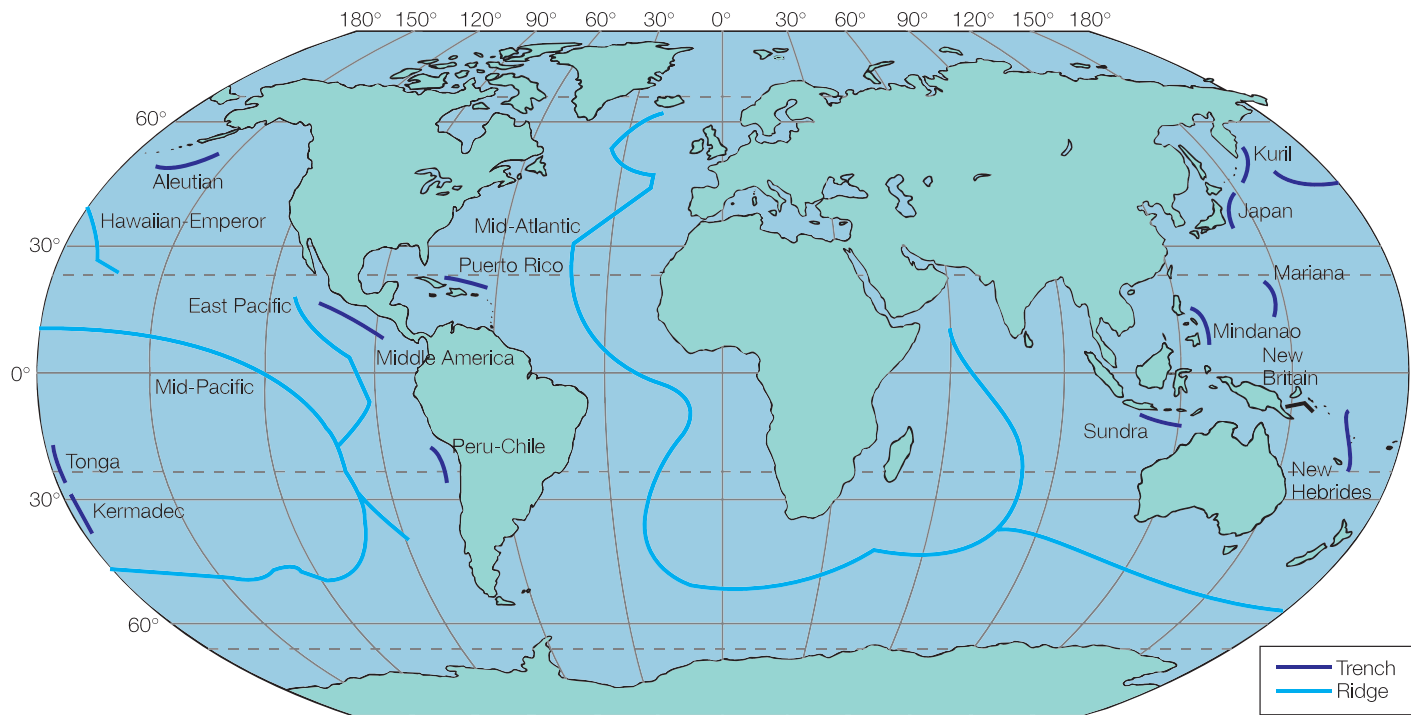 180° 150° 120° 90° 60° 30° 0° 30° 60° 90° 120° 150° 180°
60°
Kuril
Aleutian
Japan
Hawaiian-Emperor
Mid-Atlantic
30°
Puerto Rico
Mariana
East Pacific
Mindanao
Middle America
New
Britain
0°
Mid-Pacific
Sundra
Peru-Chile
Tonga
New
Hebrides
30°
Kermadec
60°
Trench
Ridge